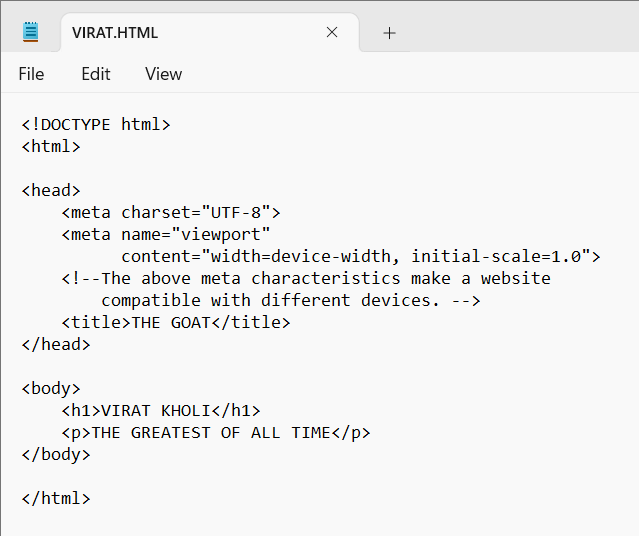 VIRAT.HTML
File Edit View
<!DOCTYPE html>
<html>
<head>
    <meta charset="UTF-8">
    <meta name="viewport"
          content="width=device-width, initial-scale=1.0">
    <!--The above meta characteristics make a website
        compatible with different devices. -->
    <title>THE GOAT</title>
</head>
<body>
    <h1>VIRAT KHOLI</h1>
    <p>THE GREATEST OF ALL TIME</p>
</body>
</html>